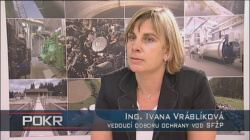 Ing. Ivana Vráblíková
POKR
vedoucí odboru ochrany vod SFŽP